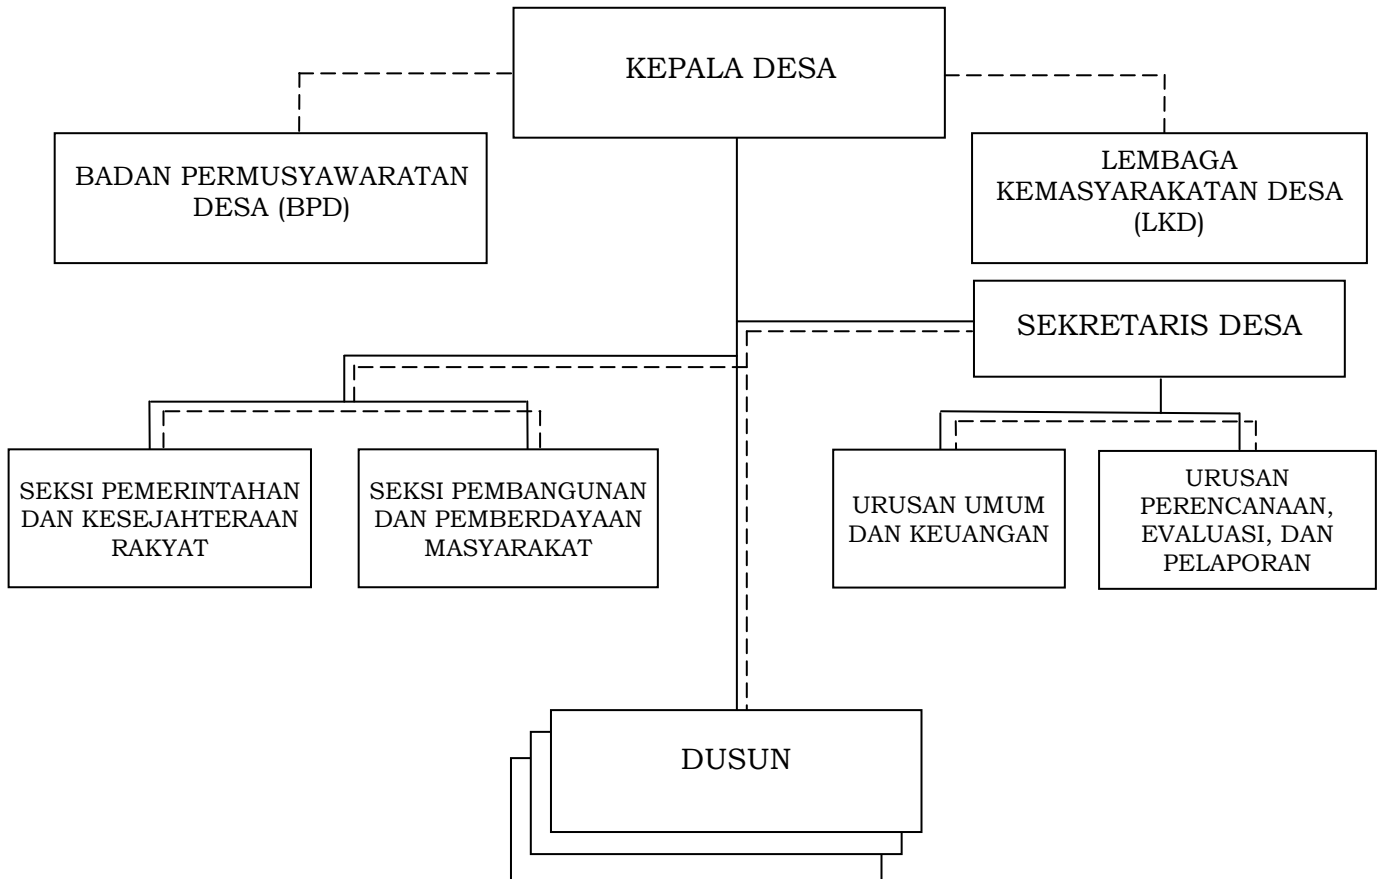 KEPALA DESA
BADAN PERMUSYAWARATAN
DESA (BPD)
LEMBAGA
KEMASYARAKATAN DESA
(LKD)
SEKRETARIS DESA
SEKSI PEMERINTAHAN
DAN KESEJAHTERAAN
RAKYAT
SEKSI PEMBANGUNAN
DAN PEMBERDAYAAN
MASYARAKAT
URUSAN UMUM
DAN KEUANGAN
URUSAN
PERENCANAAN,
EVALUASI, DAN
PELAPORAN
DUSUN